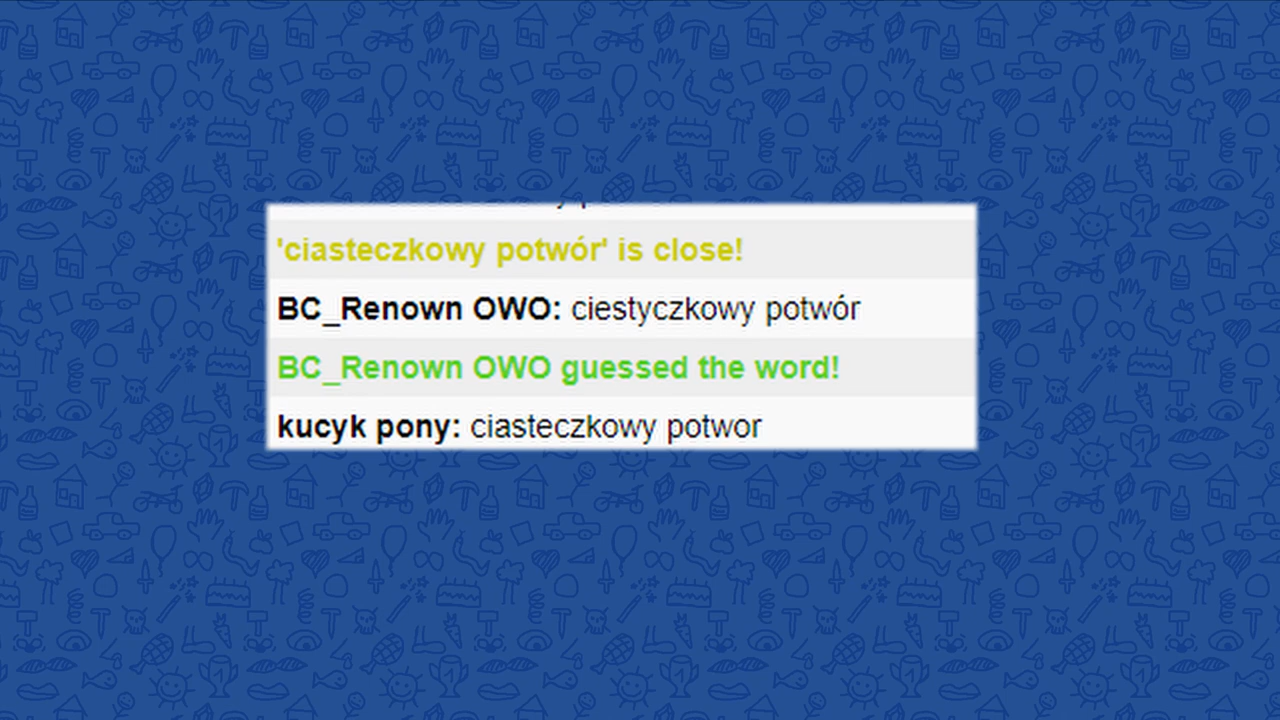 'ciasteczkowy potwór' is close!
BC_Renown OWO: ciestyczkowy potwór
BC_Renown OWO guessed the word!
kucyk pony: ciasteczkowy potwor